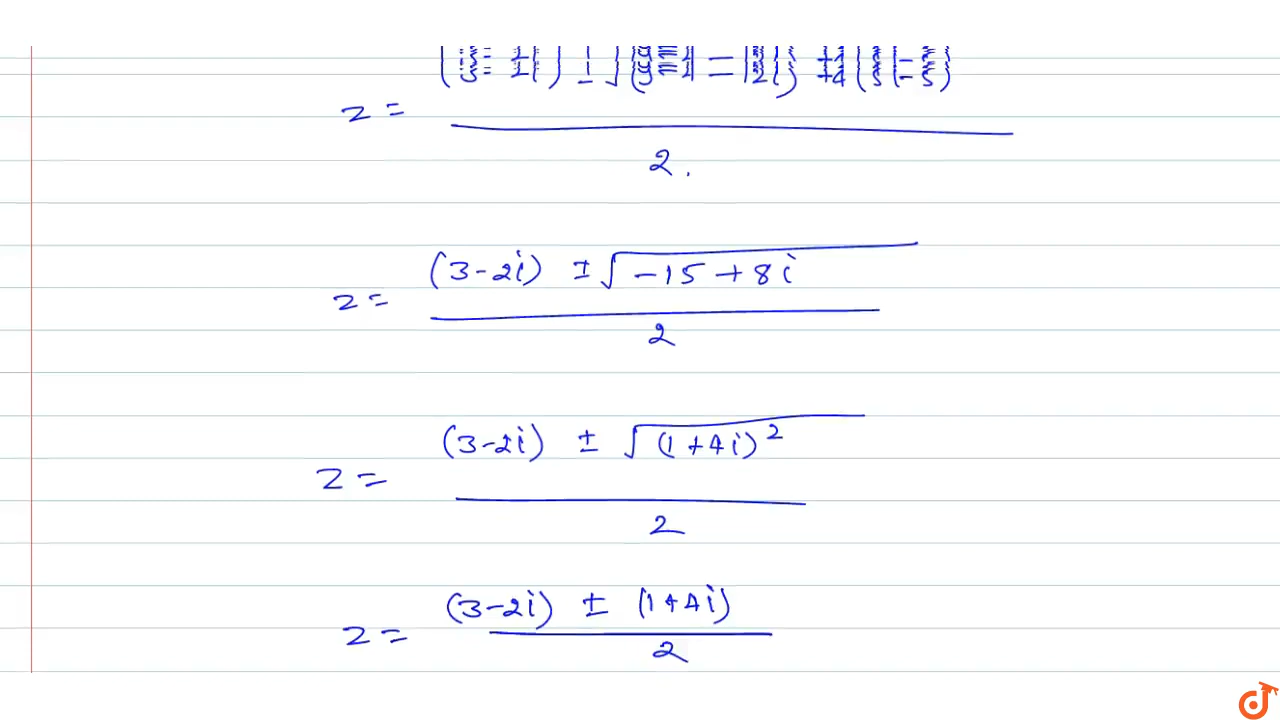 z =
2.
z = (3-2i) ± √-15+8i
2
z = (3-2i) ± √(1+4i)²
2
z = (3-2i) ± (1+4i)
2